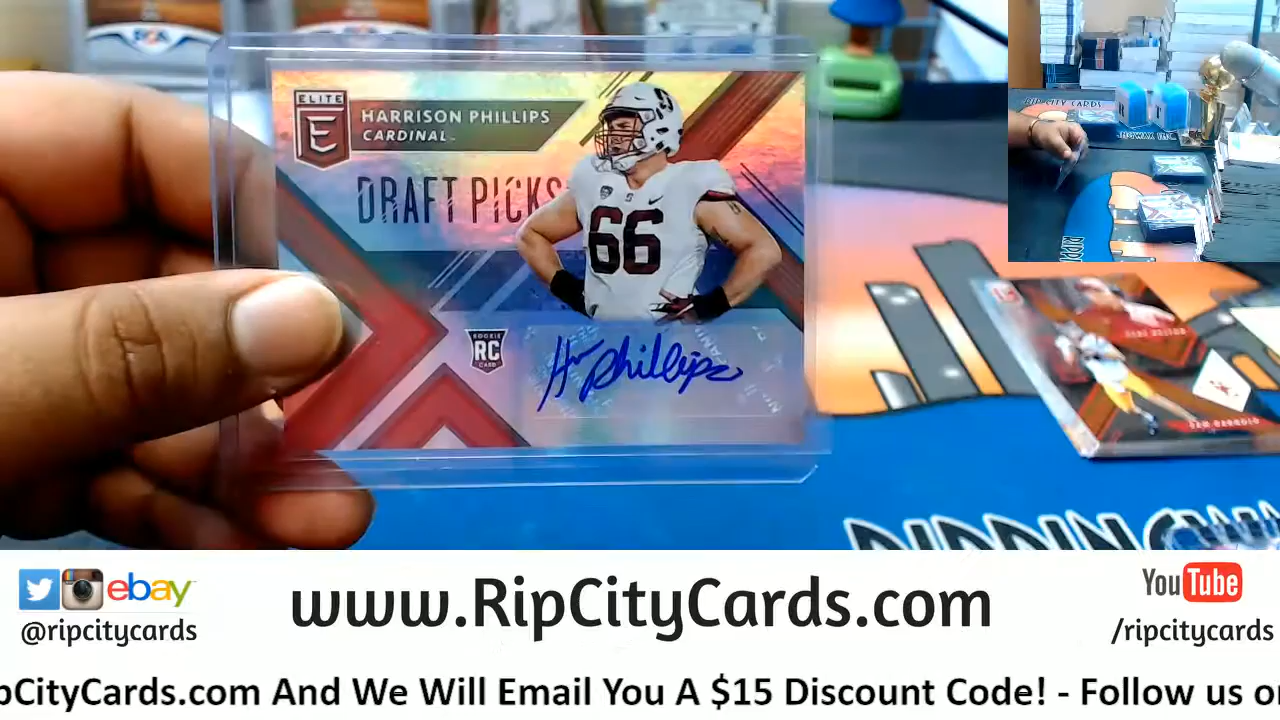 ELITE
E
HARRISON PHILLIPS
CARDINAL
DRAFT PICKS
S
66
ROOKIE
RC
CARD
H Phillips
RIP CITY CARDS
www.RipCityCards.com
ebay
@ripcitycards
YouTube
/ripcitycards
pCityCards.com And We Will Email You A $15 Discount Code! - Follow us o